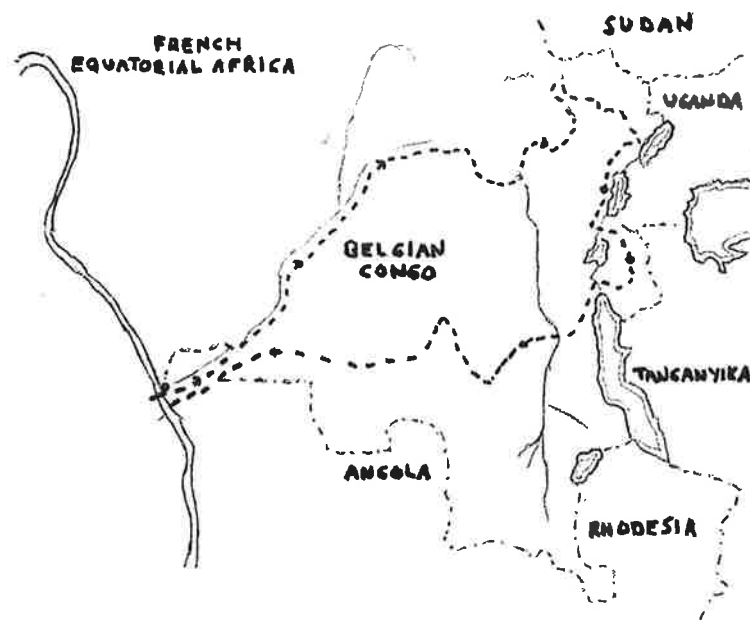 FRENCH
EQUATORIAL AFRICA
SUDAN
UGANDA
BELGIAN
CONGO
TANGANYIKA
ANGOLA
RHODESIA